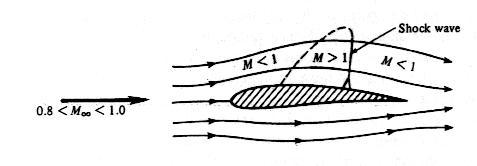 Shock wave
M < 1
M > 1
M < 1
0.8 < M∞ < 1.0